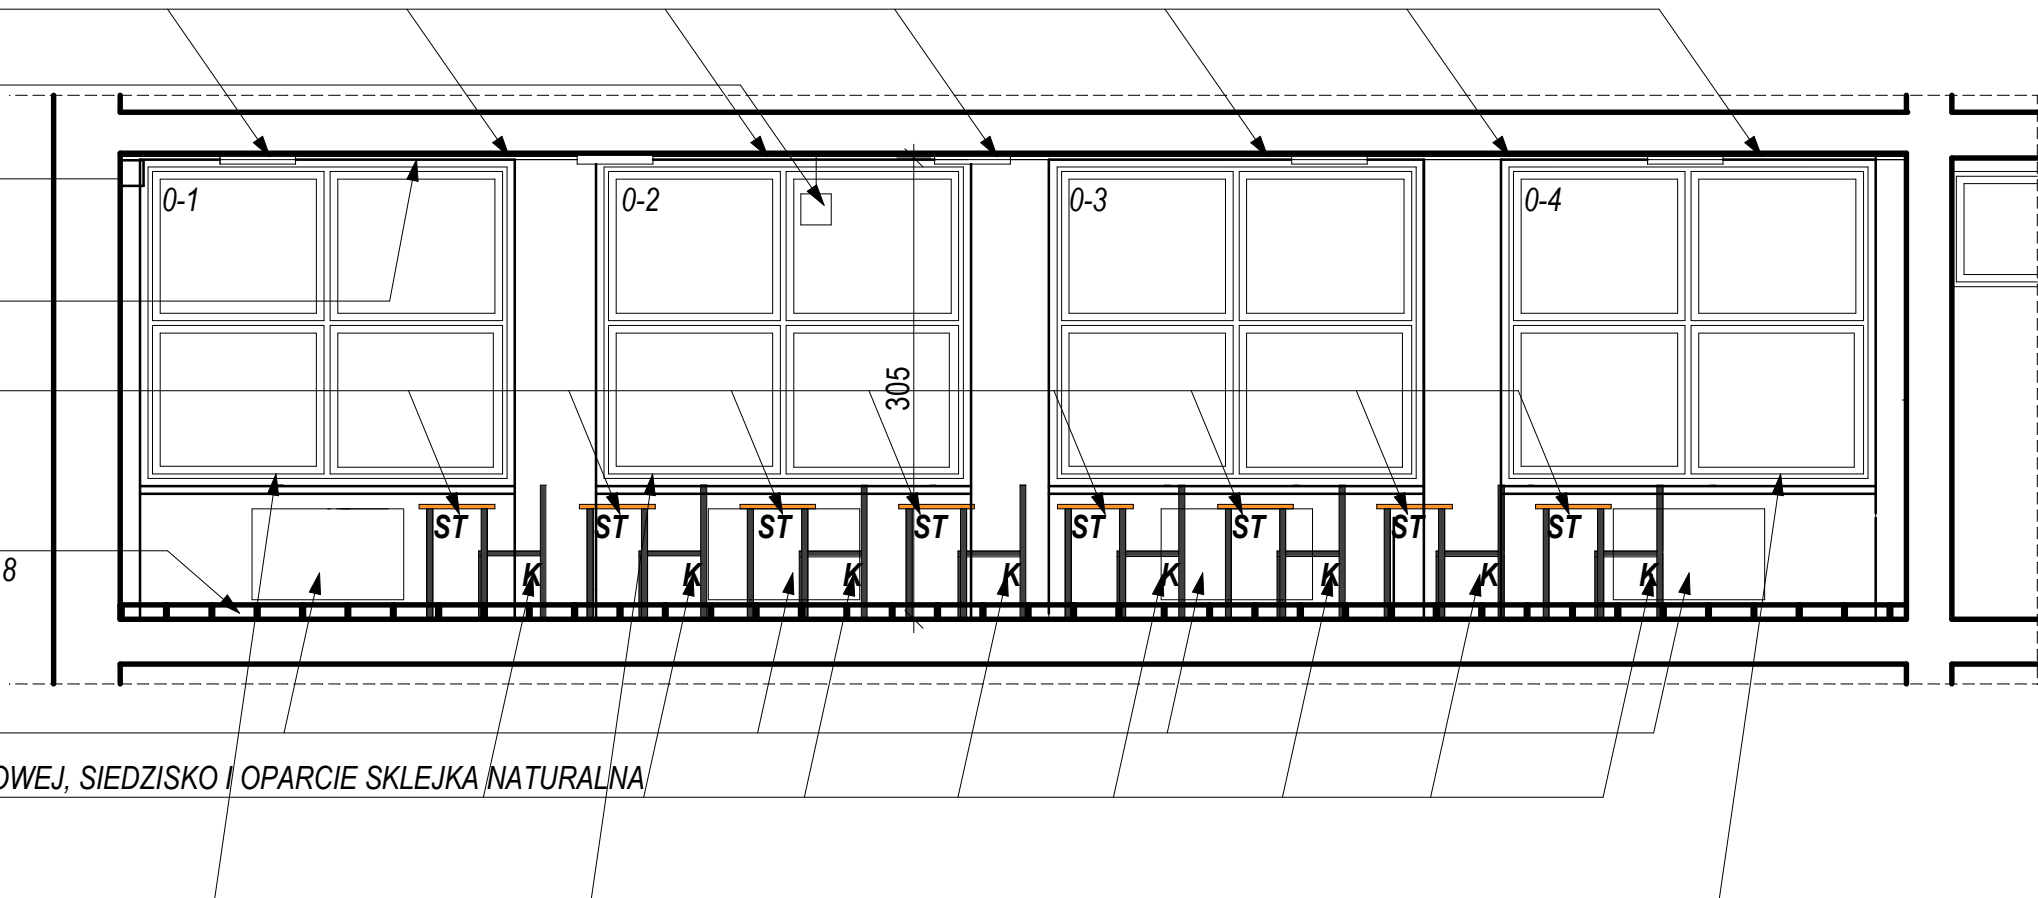 0-1
0-2
0-3
0-4
305
ST
ST
ST
ST
ST
ST
ST
ST
K
K
K
K
K
K
K
K
8
OWEJ, SIEDZISKO I OPARCIE SKLEJKA NATURALNA